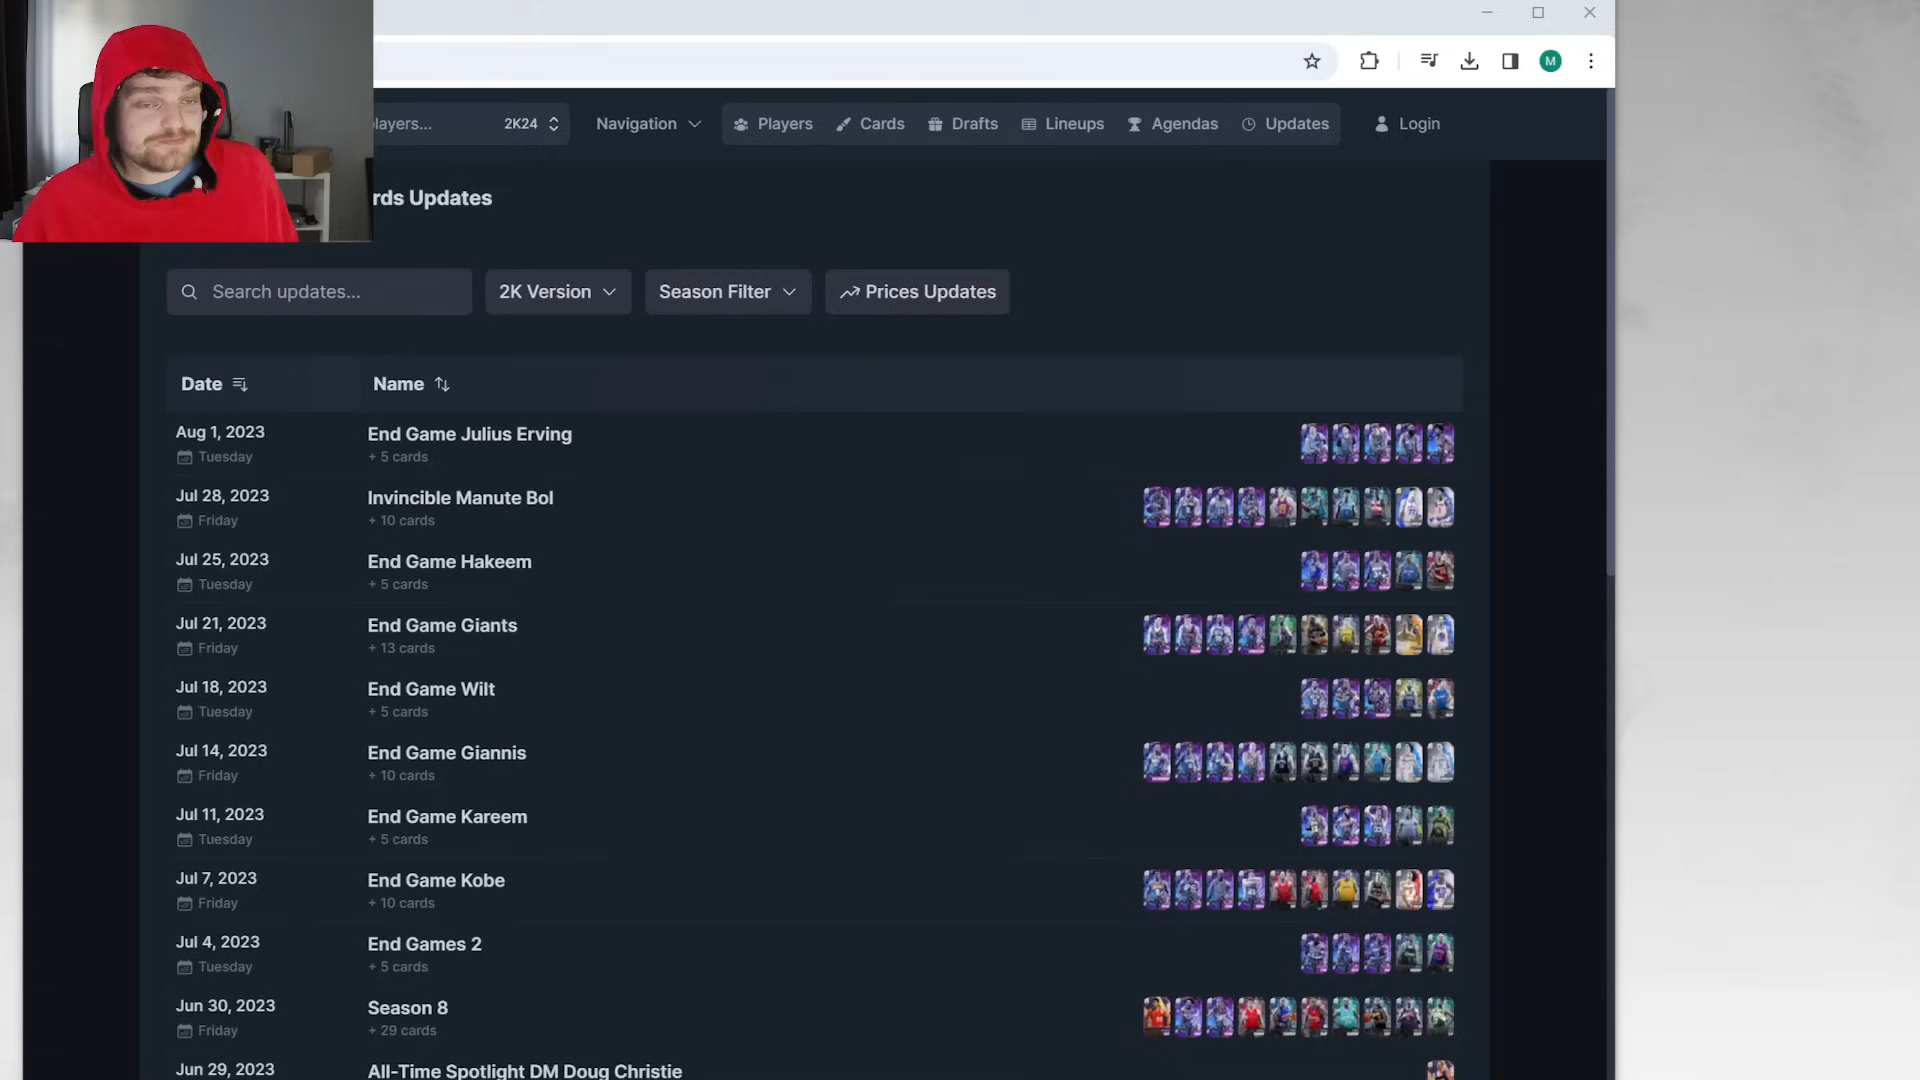 M
layers...
2K24
Navigation
Players
Cards
Drafts
Lineups
Agendas
Updates
Login
rds Updates
Search updates...
2K Version
Season Filter
Prices Updates
Date
Name
Aug 1, 2023
Tuesday
End Game Julius Erving
+ 5 cards
Jul 28, 2023
Friday
Invincible Manute Bol
+ 10 cards
Jul 25, 2023
Tuesday
End Game Hakeem
+ 5 cards
Jul 21, 2023
Friday
End Game Giants
+ 13 cards
Jul 18, 2023
Tuesday
End Game Wilt
+ 5 cards
Jul 14, 2023
Friday
End Game Giannis
+ 10 cards
Jul 11, 2023
Tuesday
End Game Kareem
+ 5 cards
Jul 7, 2023
Friday
End Game Kobe
+ 10 cards
Jul 4, 2023
Tuesday
End Games 2
+ 5 cards
Jun 30, 2023
Friday
Season 8
+ 29 cards
Jun 29, 2023
All-Time Spotlight DM Doug Christie